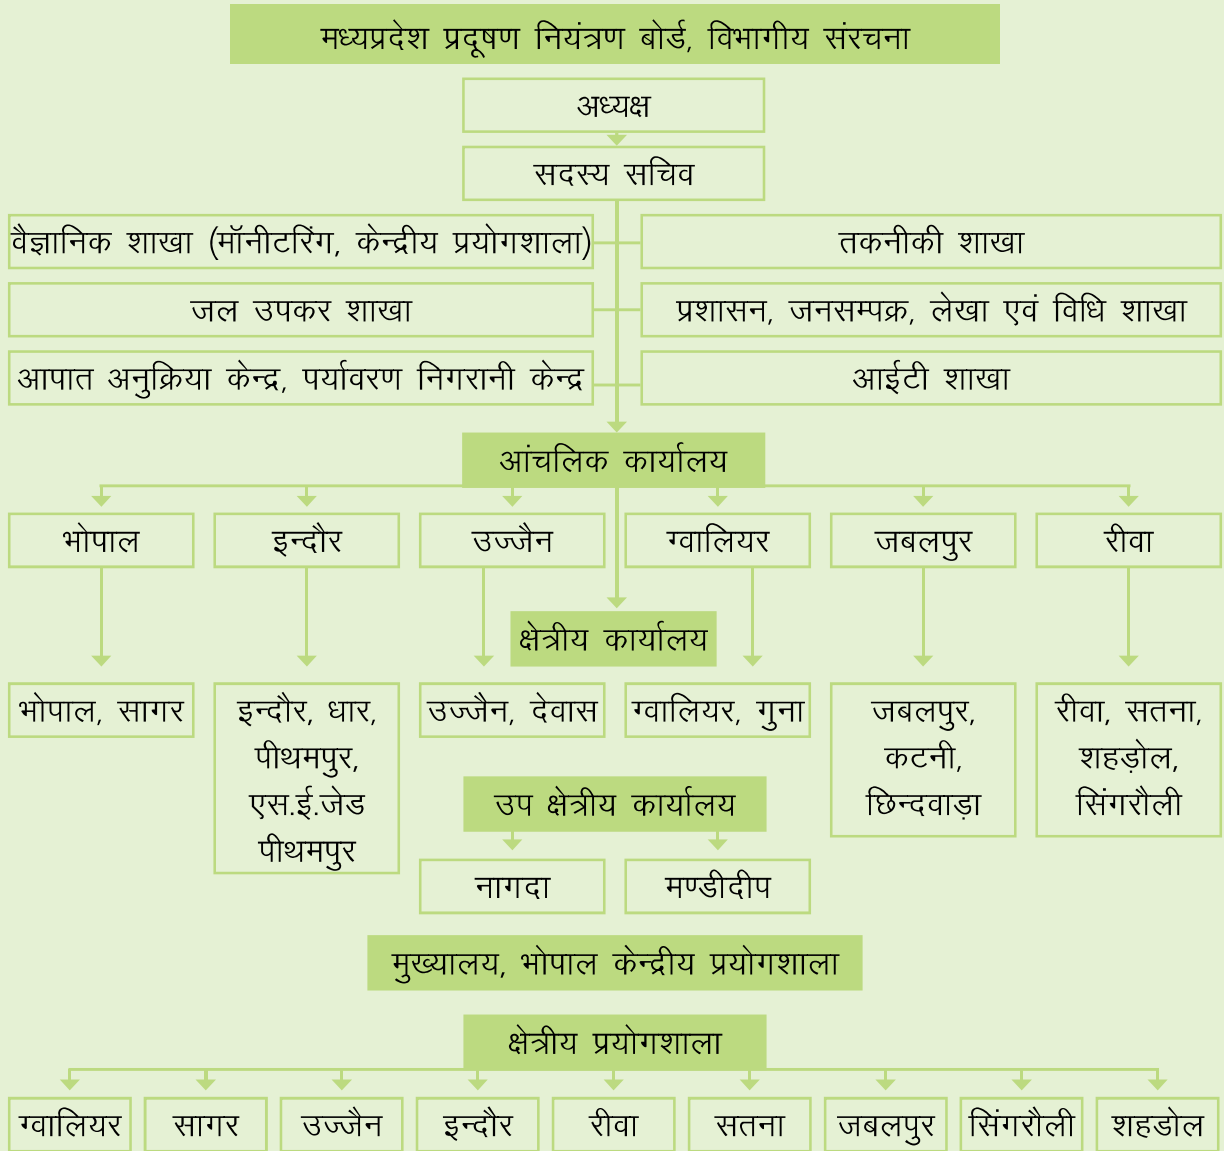 मध्यप्रदेश प्रदूषण नियंत्रण बोर्ड, विभागीय संरचना
अध्यक्ष
सदस्य सचिव
वैज्ञानिक शाखा (मॉनीटरिंग, केन्द्रीय प्रयोगशाला)
तकनीकी शाखा
जल उपकर शाखा
प्रशासन, जनसम्पक्र, लेखा एवं विधि शाखा
आपात अनुक्रिया केन्द्र, पर्यावरण निगरानी केन्द्र
आईटी शाखा
आंचलिक कार्यालय
भोपाल
इन्दौर
उज्जैन
ग्वालियर
जबलपुर
रीवा
क्षेत्रीय कार्यालय
भोपाल, सागर
इन्दौर, धार,
पीथमपुर,
एस.ई.जेड
पीथमपुर
उज्जैन, देवास
ग्वालियर, गुना
जबलपुर,
कटनी,
छिन्दवाड़ा
रीवा, सतना,
शहड़ोल,
सिंगरौली
उप क्षेत्रीय कार्यालय
नागदा
मण्डीदीप
मुख्यालय, भोपाल केन्द्रीय प्रयोगशाला
क्षेत्रीय प्रयोगशाला
ग्वालियर
सागर
उज्जैन
इन्दौर
रीवा
सतना
जबलपुर
सिंगरौली
शहडोल